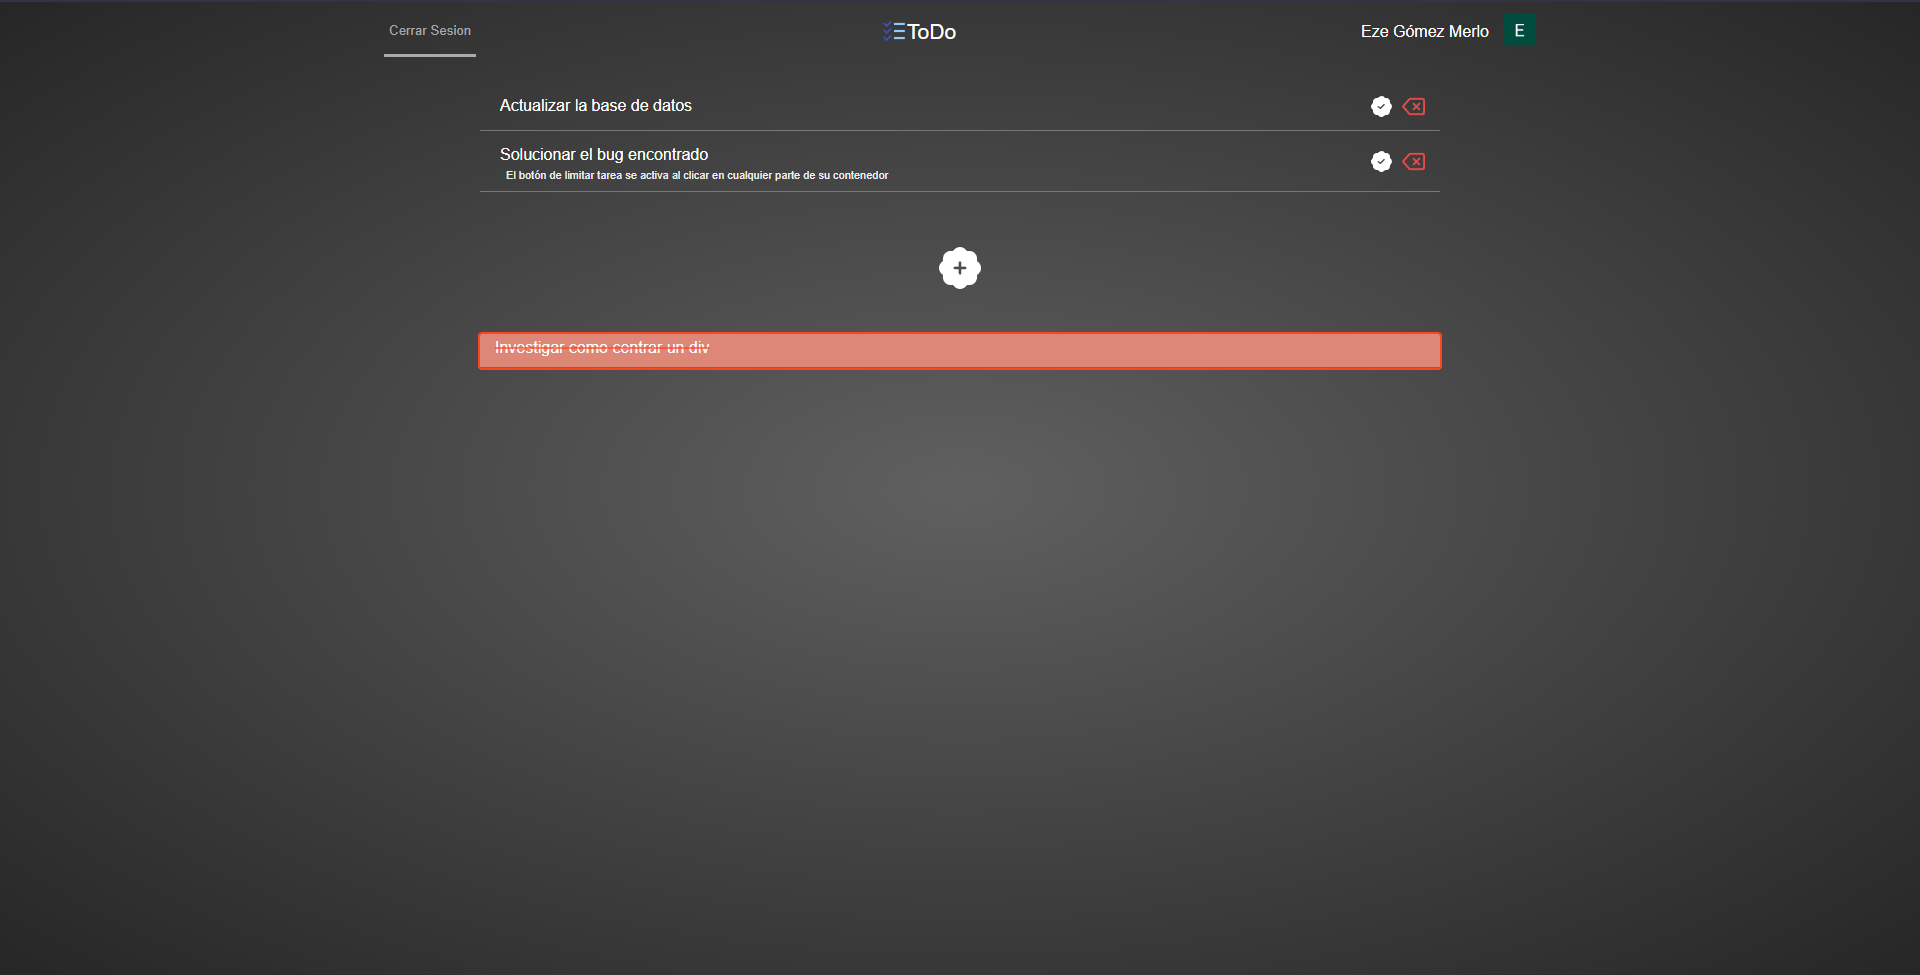 Cerrar Sesion
ToDo
Eze Gómez Merlo
E
Actualizar la base de datos
Solucionar el bug encontrado
El botón de limitar tarea se activa al clicar en cualquier parte de su contenedor
Investigar como centrar un div